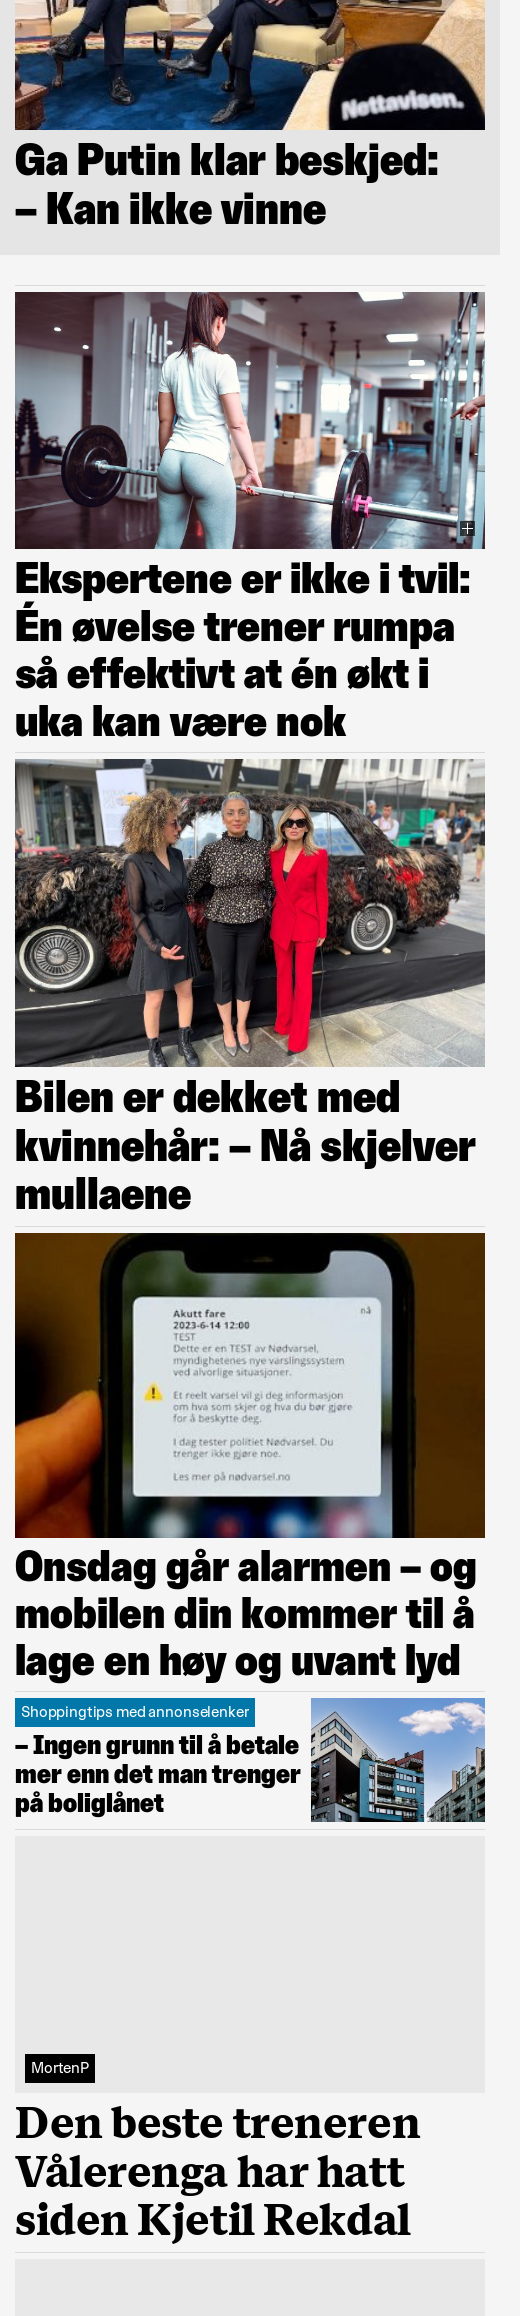 Nettavisen.
Ga Putin klar beskjed:
– Kan ikke vinne
Ekspertene er ikke i tvil:
Én øvelse trener rumpa
så effektivt at én økt i
uka kan være nok
Bilen er dekket med
kvinnehår: – Nå skjelver
mullaene
Akutt fare
nå
2023-6-14 12:00
TEST
Dette er en TEST av Nødvarsel,
myndighetenes nye varslingssystem
ved alvorlige situasjoner.
Et reelt varsel vil gi deg informasjon
om hva som skjer og hva du bør gjøre
for å beskytte deg.
I dag tester politiet Nødvarsel. Du
trenger ikke gjøre noe.
Les mer på nødvarsel.no
Onsdag går alarmen – og
mobilen din kommer til å
lage en høy og uvant lyd
Shoppingtips med annonselenker
– Ingen grunn til å betale
mer enn det man trenger
på boliglånet
MortenP
Den beste treneren
Vålerenga har hatt
siden Kjetil Rekdal